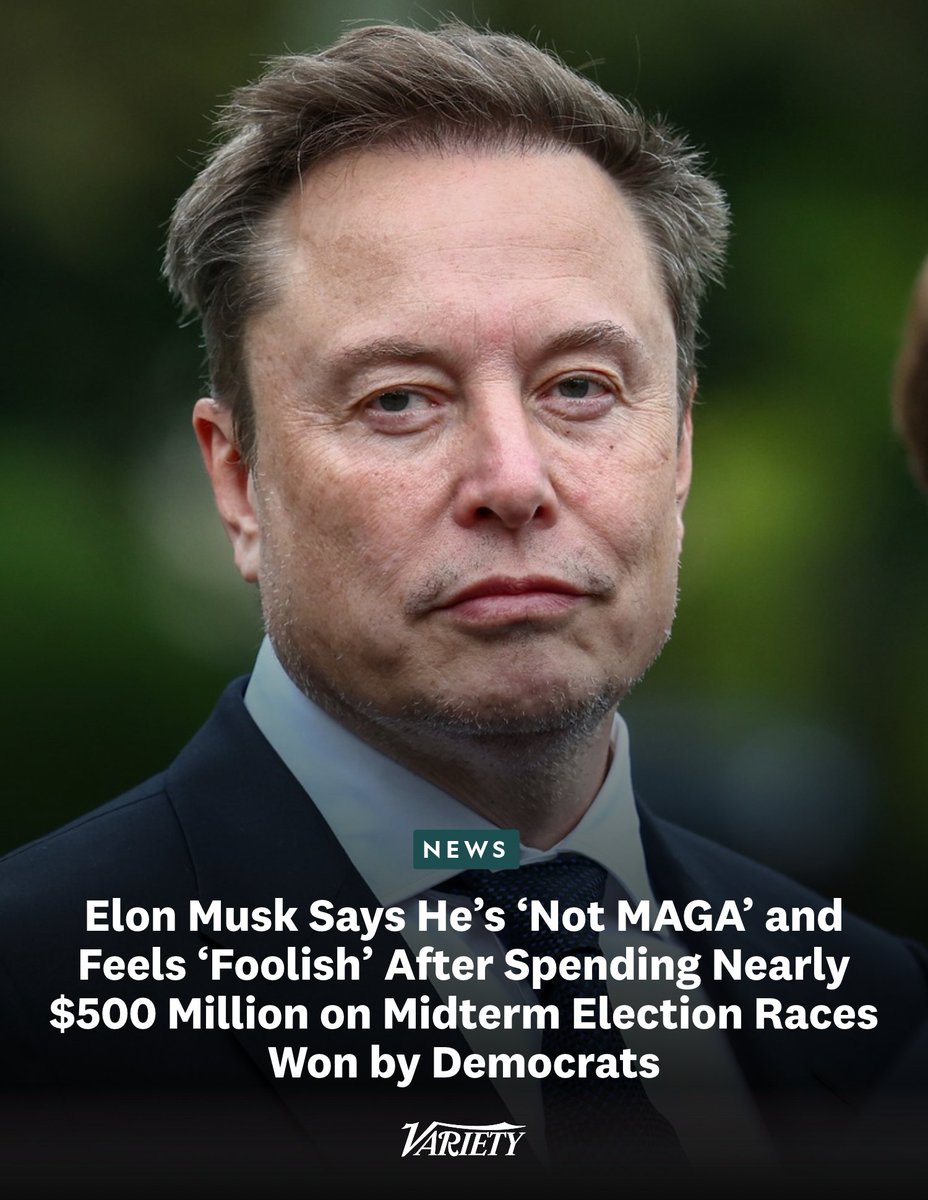 NEWS
Elon Musk Says He’s ‘Not MAGA’ and
Feels ‘Foolish’ After Spending Nearly
$500 Million on Midterm Election Races
Won by Democrats
VARIETY